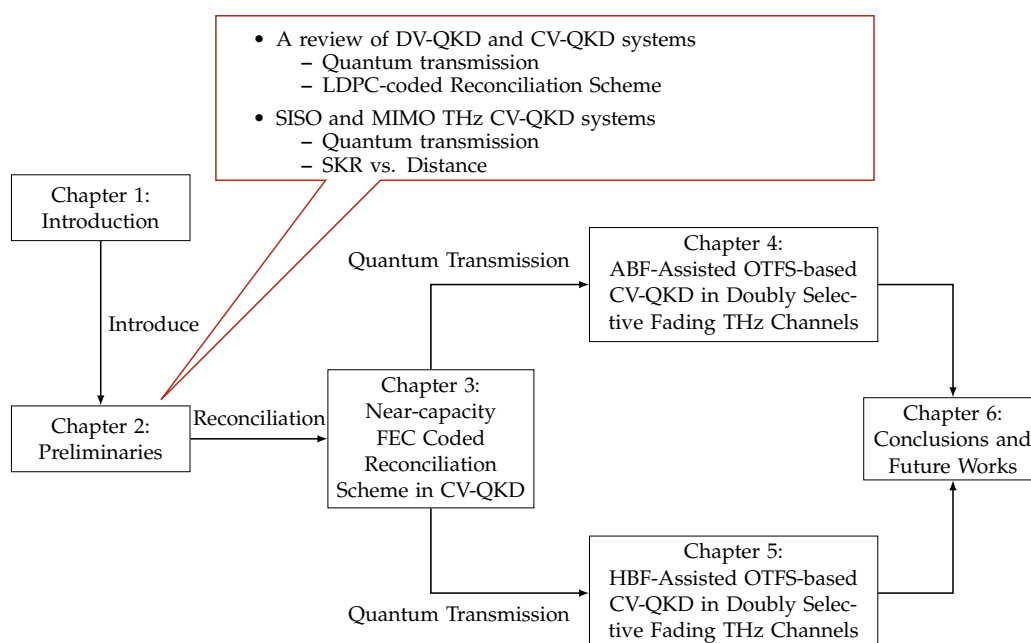 • A review of DV-QKD and CV-QKD systems
– Quantum transmission
– LDPC-coded Reconciliation Scheme
• SISO and MIMO THz CV-QKD systems
– Quantum transmission
– SKR vs. Distance
Chapter 1:
Introduction
Introduce
Chapter 2:
Preliminaries
Reconciliation
Chapter 3:
Near-capacity
FEC Coded
Reconciliation
Scheme in CV-QKD
Quantum Transmission
Chapter 4:
ABF-Assisted OTFS-based
CV-QKD in Doubly Selec-
tive Fading THz Channels
Quantum Transmission
Chapter 5:
HBF-Assisted OTFS-based
CV-QKD in Doubly Selec-
tive Fading THz Channels
Chapter 6:
Conclusions and
Future Works